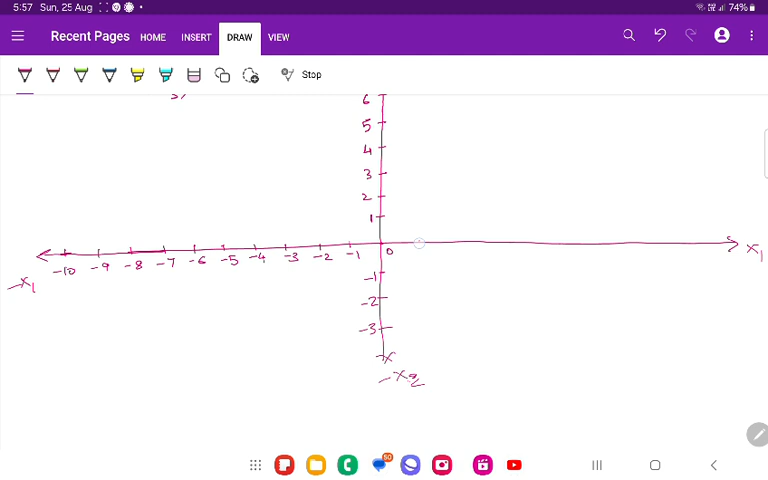 5:57 Sun, 25 Aug 74%
Recent Pages HOME INSERT DRAW VIEW
Stop
6
5
4
3
2
1
-10 -9 -8 -7 -6 -5 -4 -3 -2 -1 0
x1
-x1
-1
-2
-3
-x2
50